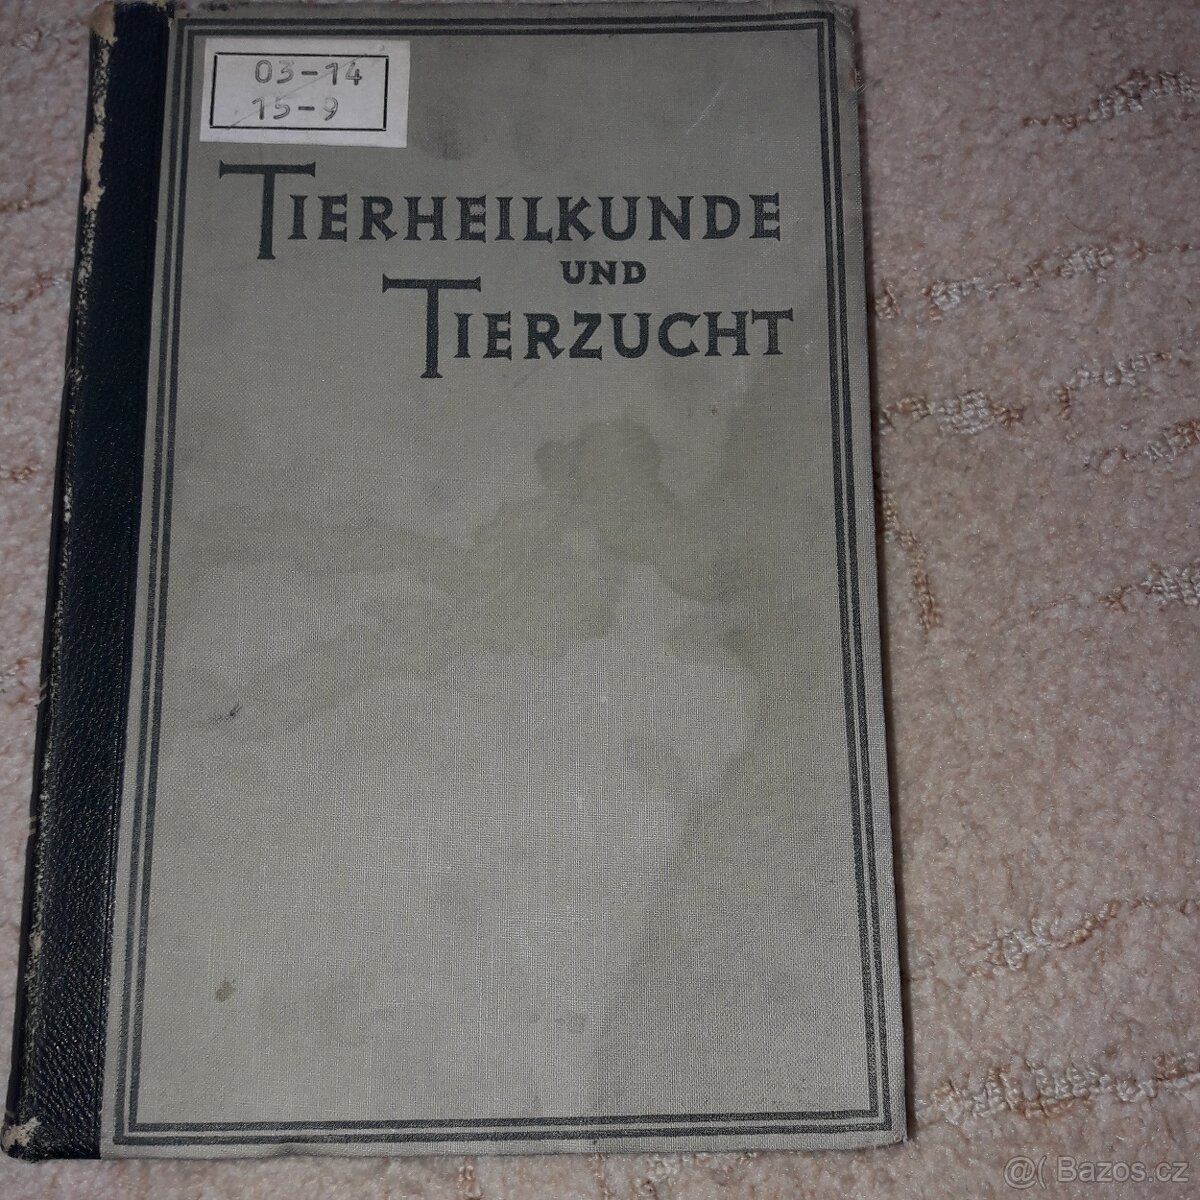 03-14
15-9
TIERHEILKUNDE
UND
TIERZUCHT
@( Bazos.cz